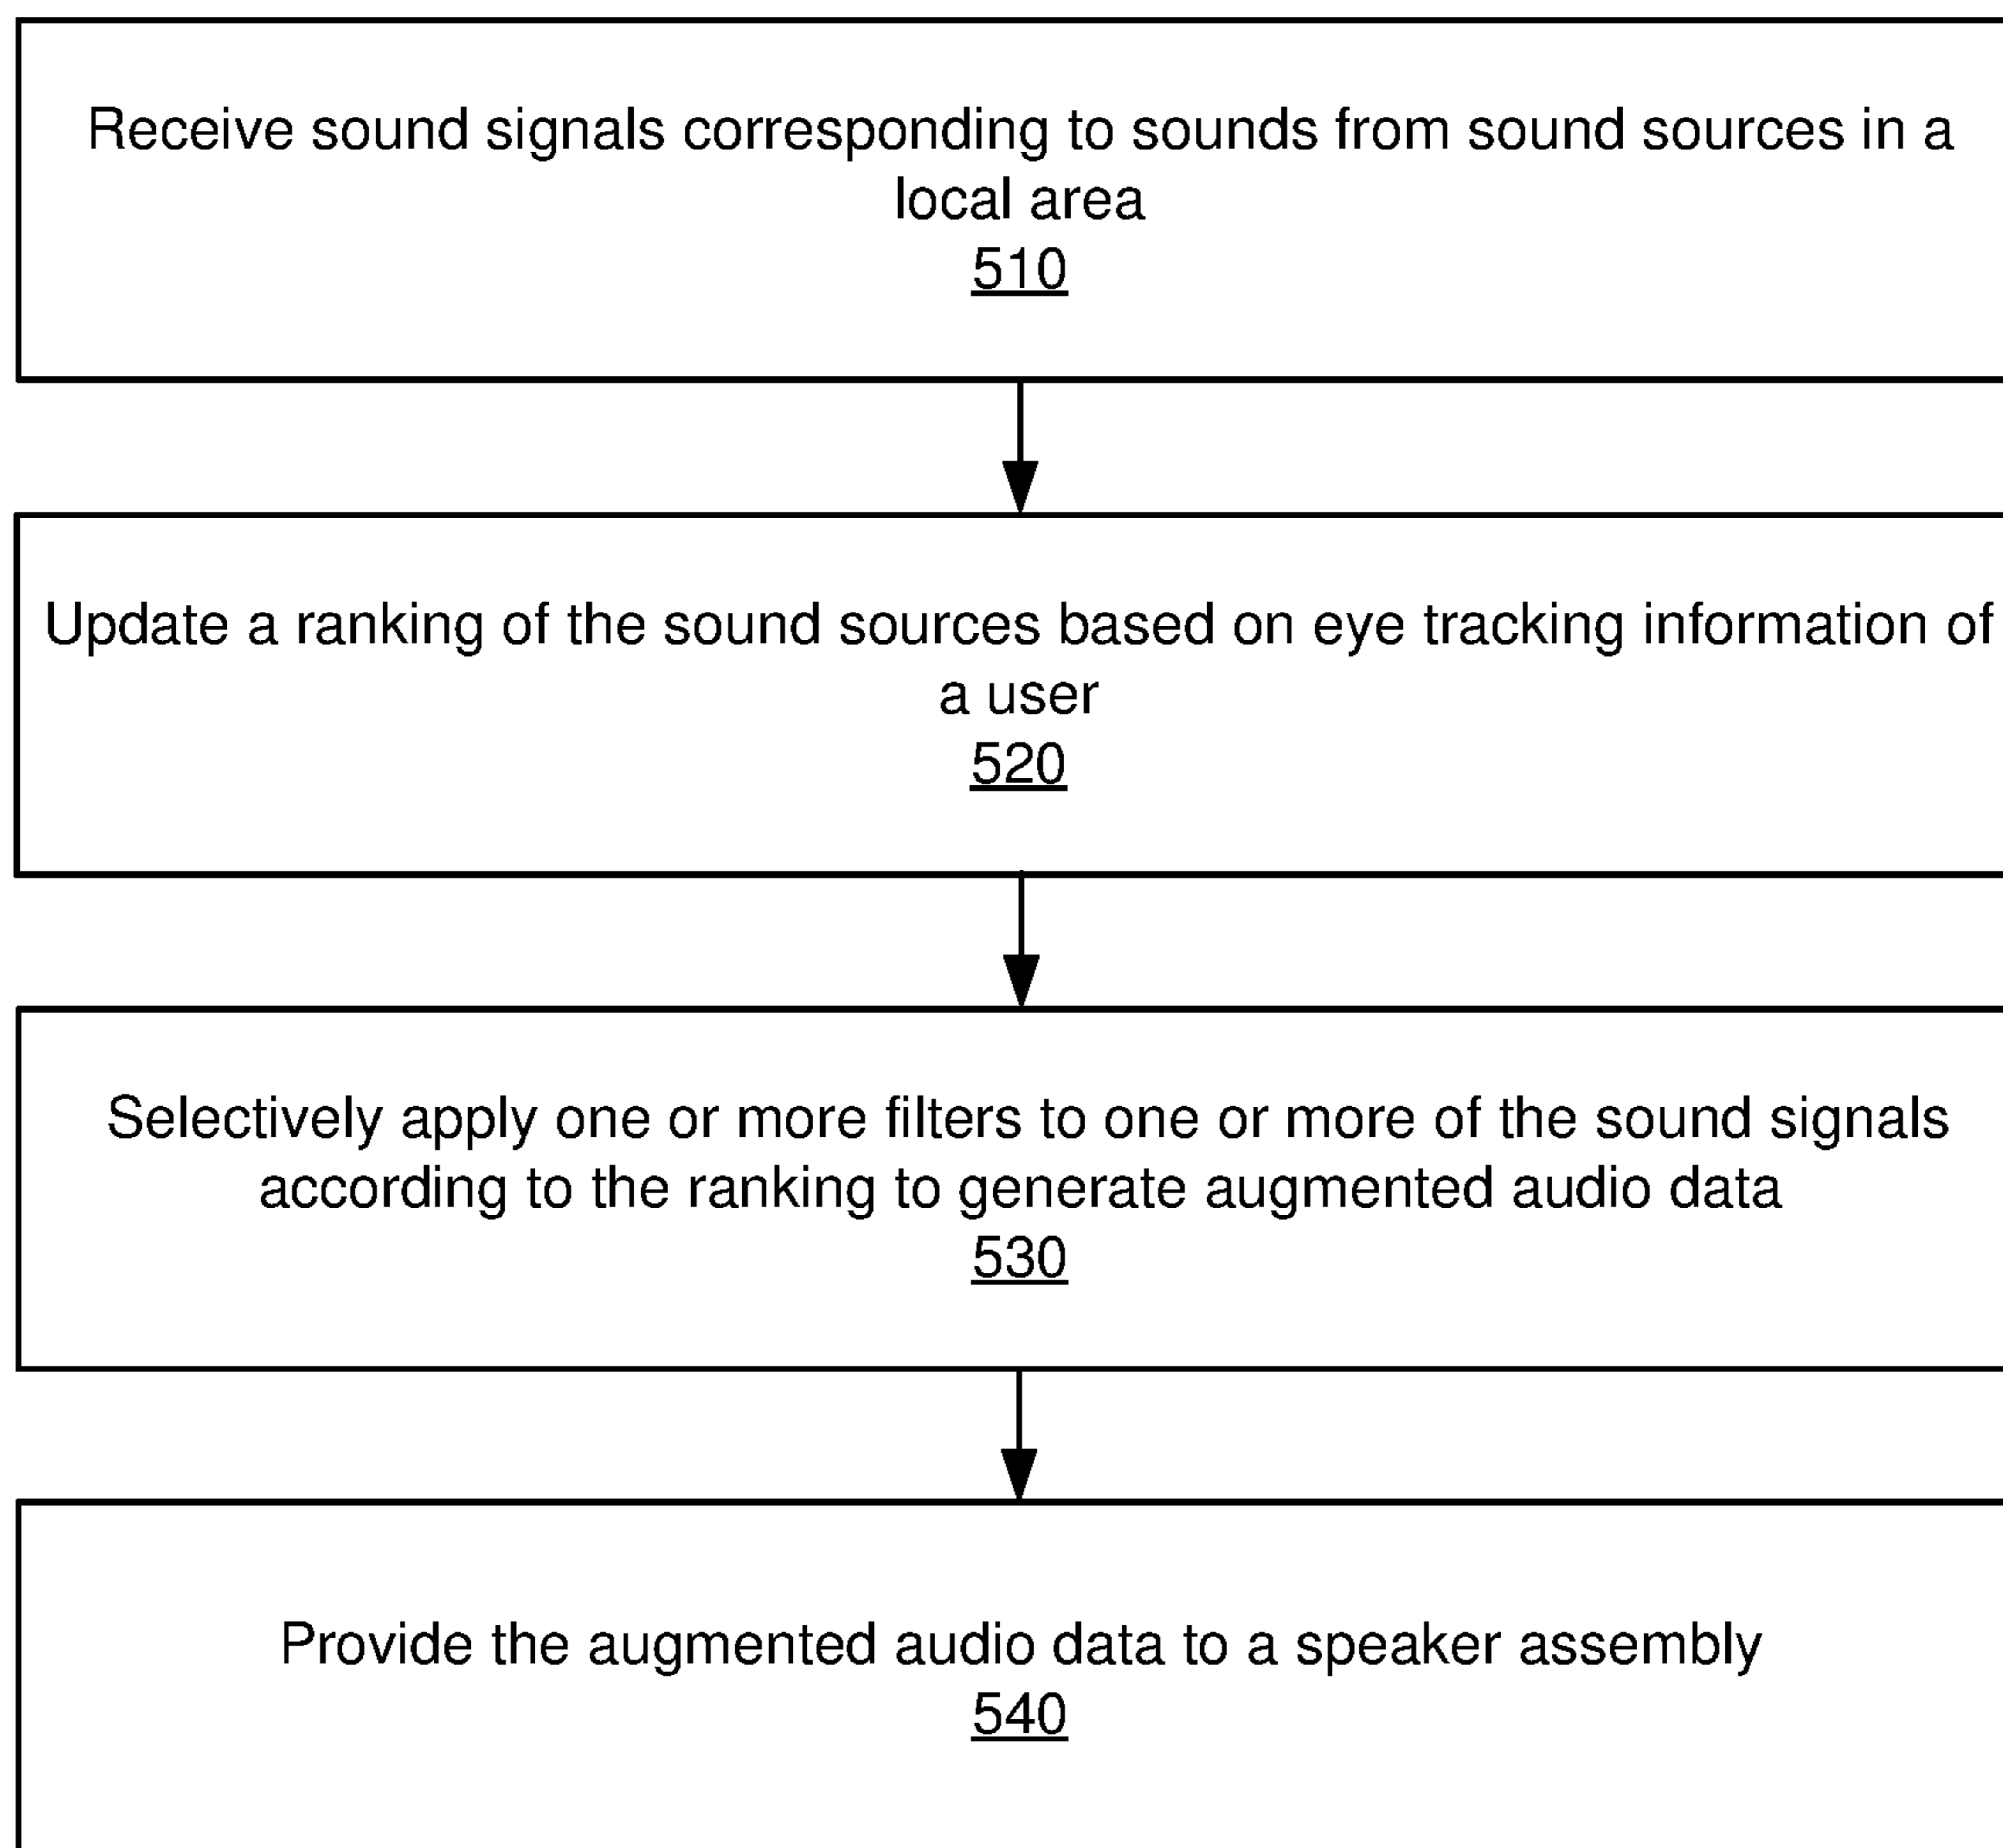 Receive sound signals corresponding to sounds from sound sources in a
local area
510
Update a ranking of the sound sources based on eye tracking information of
a user
520
Selectively apply one or more filters to one or more of the sound signals
according to the ranking to generate augmented audio data
530
Provide the augmented audio data to a speaker assembly
540